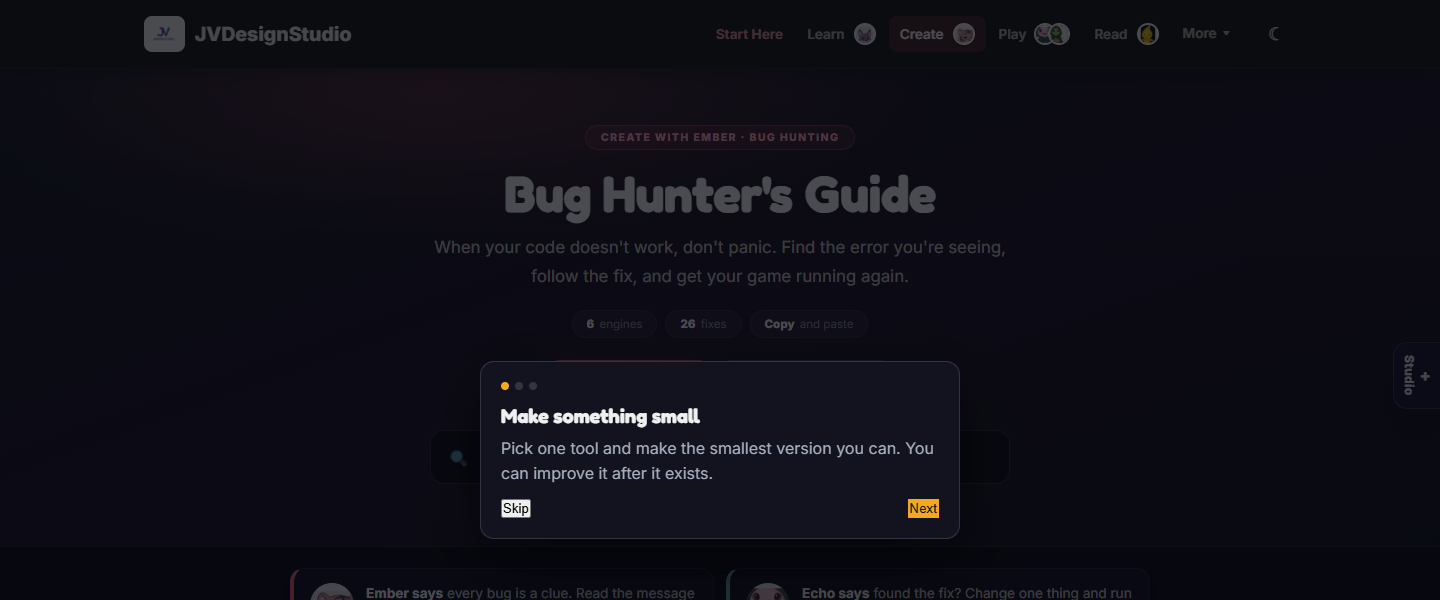 JV JVDesignStudio
Start Here Learn Create Play Read More
CREATE WITH EMBER · BUG HUNTING
Bug Hunter's Guide
When your code doesn't work, don't panic. Find the error you're seeing,
follow the fix, and get your game running again.
6 engines 26 fixes Copy and paste
Studio +
Make something small
Pick one tool and make the smallest version you can. You
can improve it after it exists.
Skip Next
Ember says every bug is a clue. Read the message
Echo says found the fix? Change one thing and run